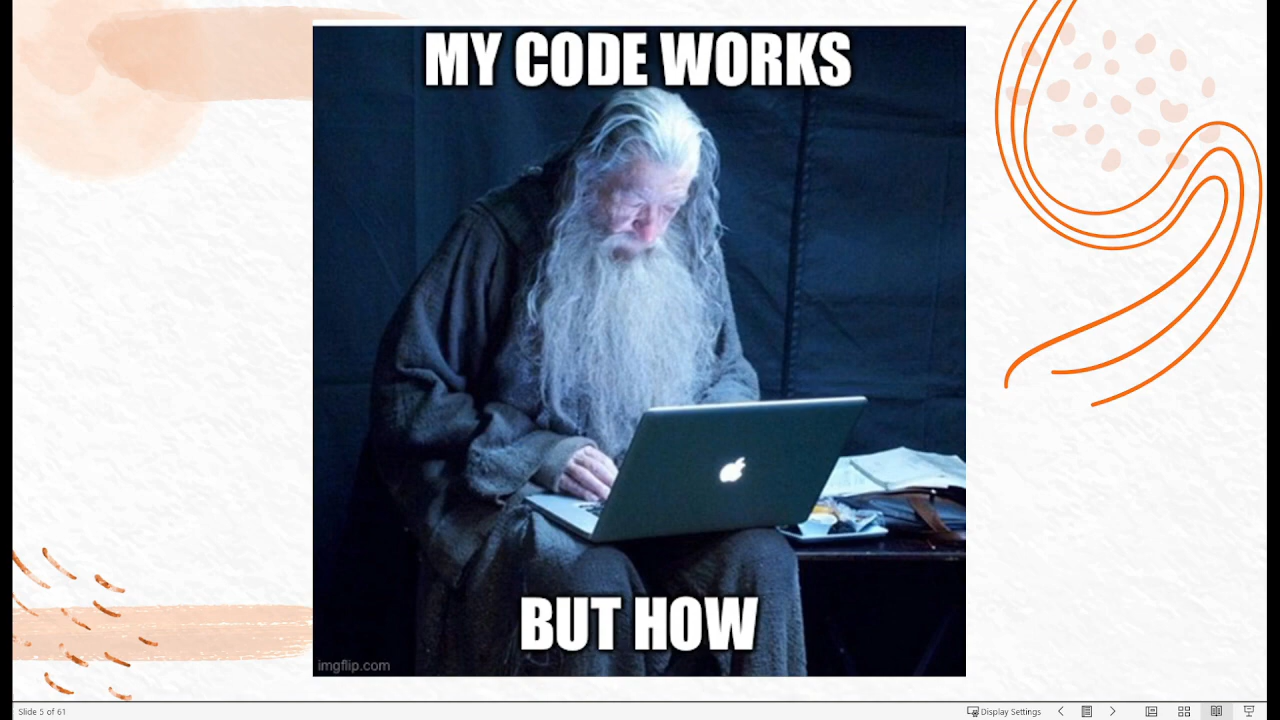 MY CODE WORKS
BUT HOW
imgflip.com
Slide 5 of 61
Display Settings